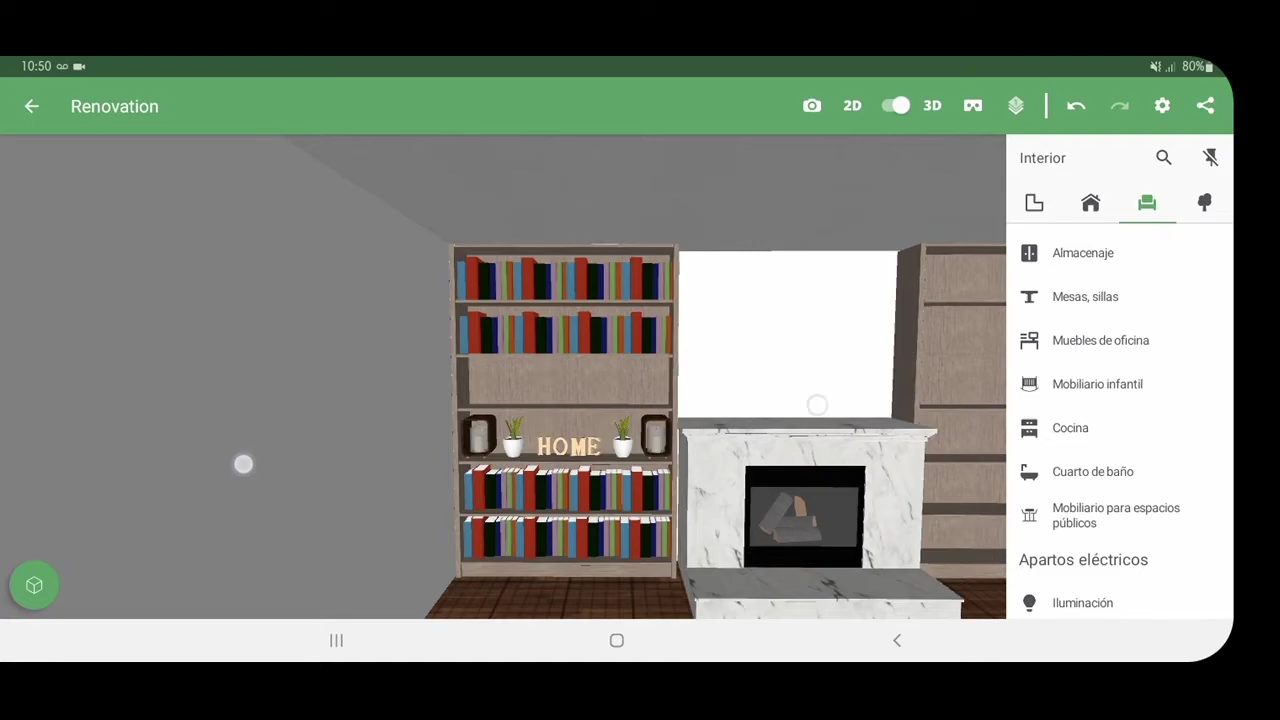 10:50
80%
Renovation
2D
3D
Interior
Almacenaje
Mesas, sillas
Muebles de oficina
Mobiliario infantil
Cocina
Cuarto de baño
Mobiliario para espacios
públicos
Apartos eléctricos
Iluminación
HOME